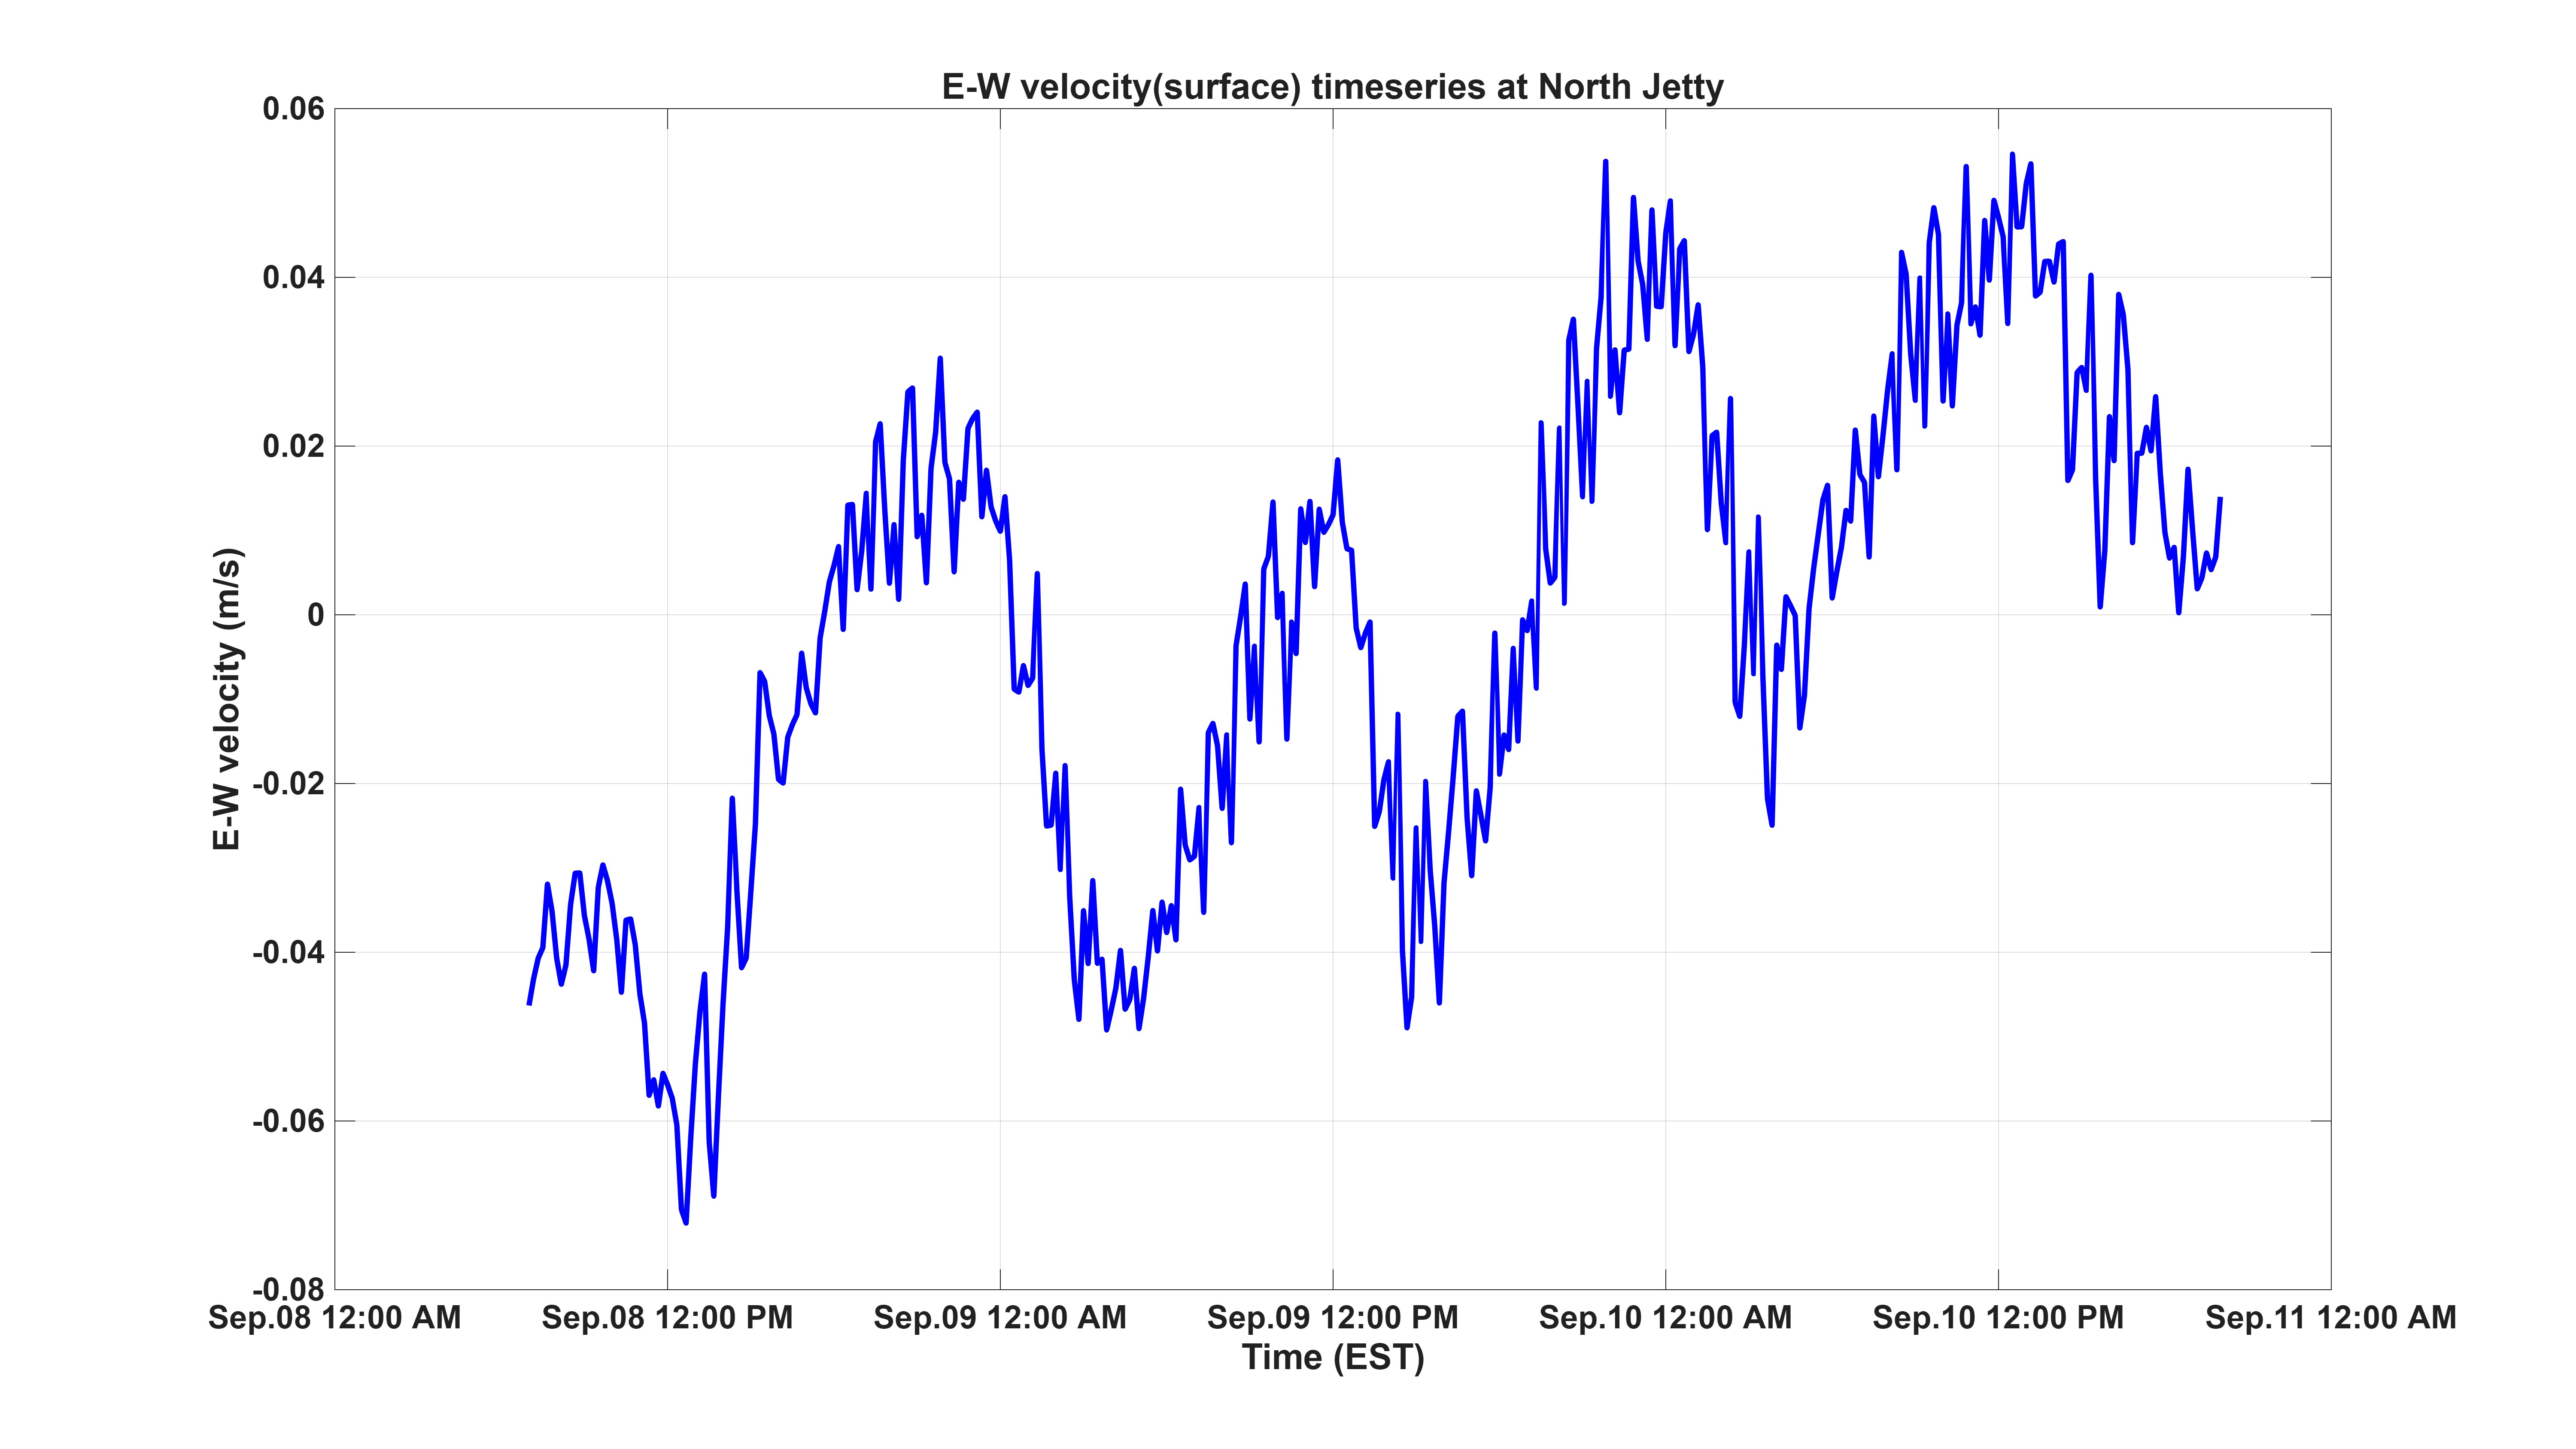 E-W velocity(surface) timeseries at North Jetty
0.06
0.04
0.02
0
-0.02
-0.04
-0.06
-0.08
E-W velocity (m/s)
Sep.08 12:00 AM Sep.08 12:00 PM Sep.09 12:00 AM Sep.09 12:00 PM Sep.10 12:00 AM Sep.10 12:00 PM Sep.11 12:00 AM
Time (EST)